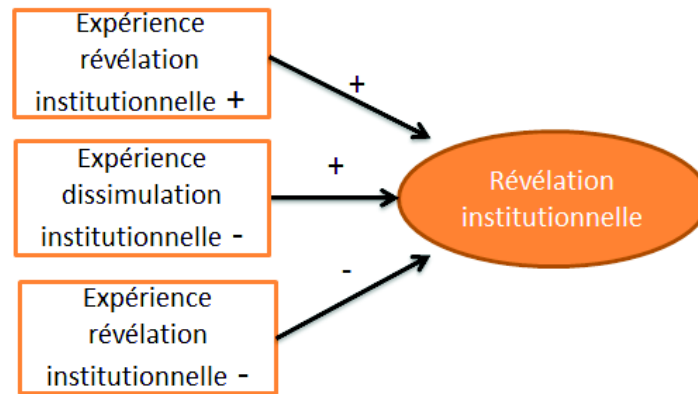 Expérience
révélation
institutionnelle +
+
Expérience
dissimulation
institutionnelle -
+
Révélation
institutionnelle
Expérience
révélation
institutionnelle -
-